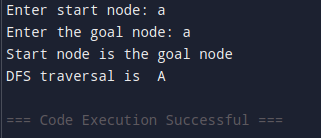 Enter start node: a
Enter the goal node: a
Start node is the goal node
DFS traversal is  A
=== Code Execution Successful ===